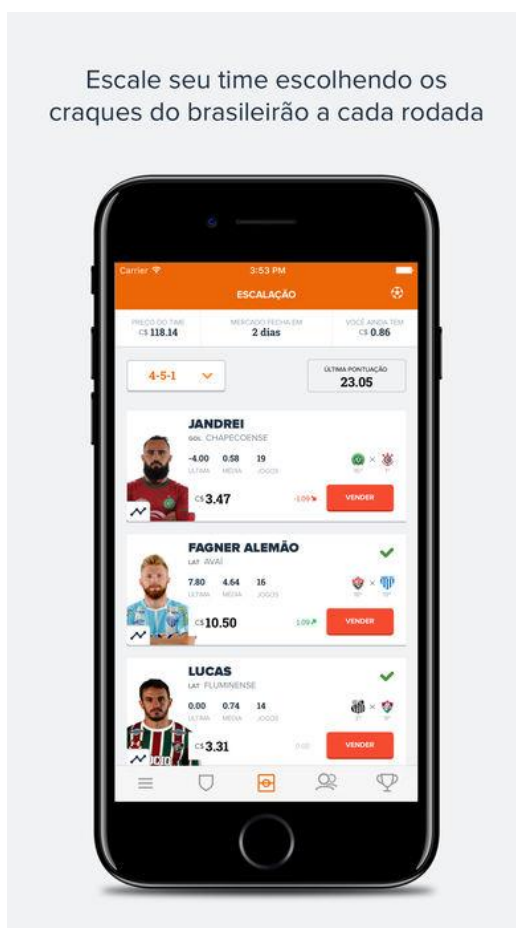 Escale seu time escolhendo os
craques do brasileirão a cada rodada
Carrier 3:53 PM
ESCALAÇÃO
PREÇO DO TIME MERCADO FECHA EM VOCÊ AINDA TEM
C$ 118.14 2 dias C$ 0.86
4-5-1
ÚLTIMA PONTUAÇÃO
23.05
JANDREI
GOL CHAPECOENSE
-4.00 0.58 19
ÚLTIMA MÉDIA JOGOS
C$ 3.47 -1.09 VENDER
FAGNER ALEMÃO
LAT AVAÍ
7.80 4.64 16
ÚLTIMA MÉDIA JOGOS
C$ 10.50 1.09 VENDER
LUCAS
LAT FLUMINENSE
0.00 0.74 14
ÚLTIMA MÉDIA JOGOS
C$ 3.31 0.00 VENDER